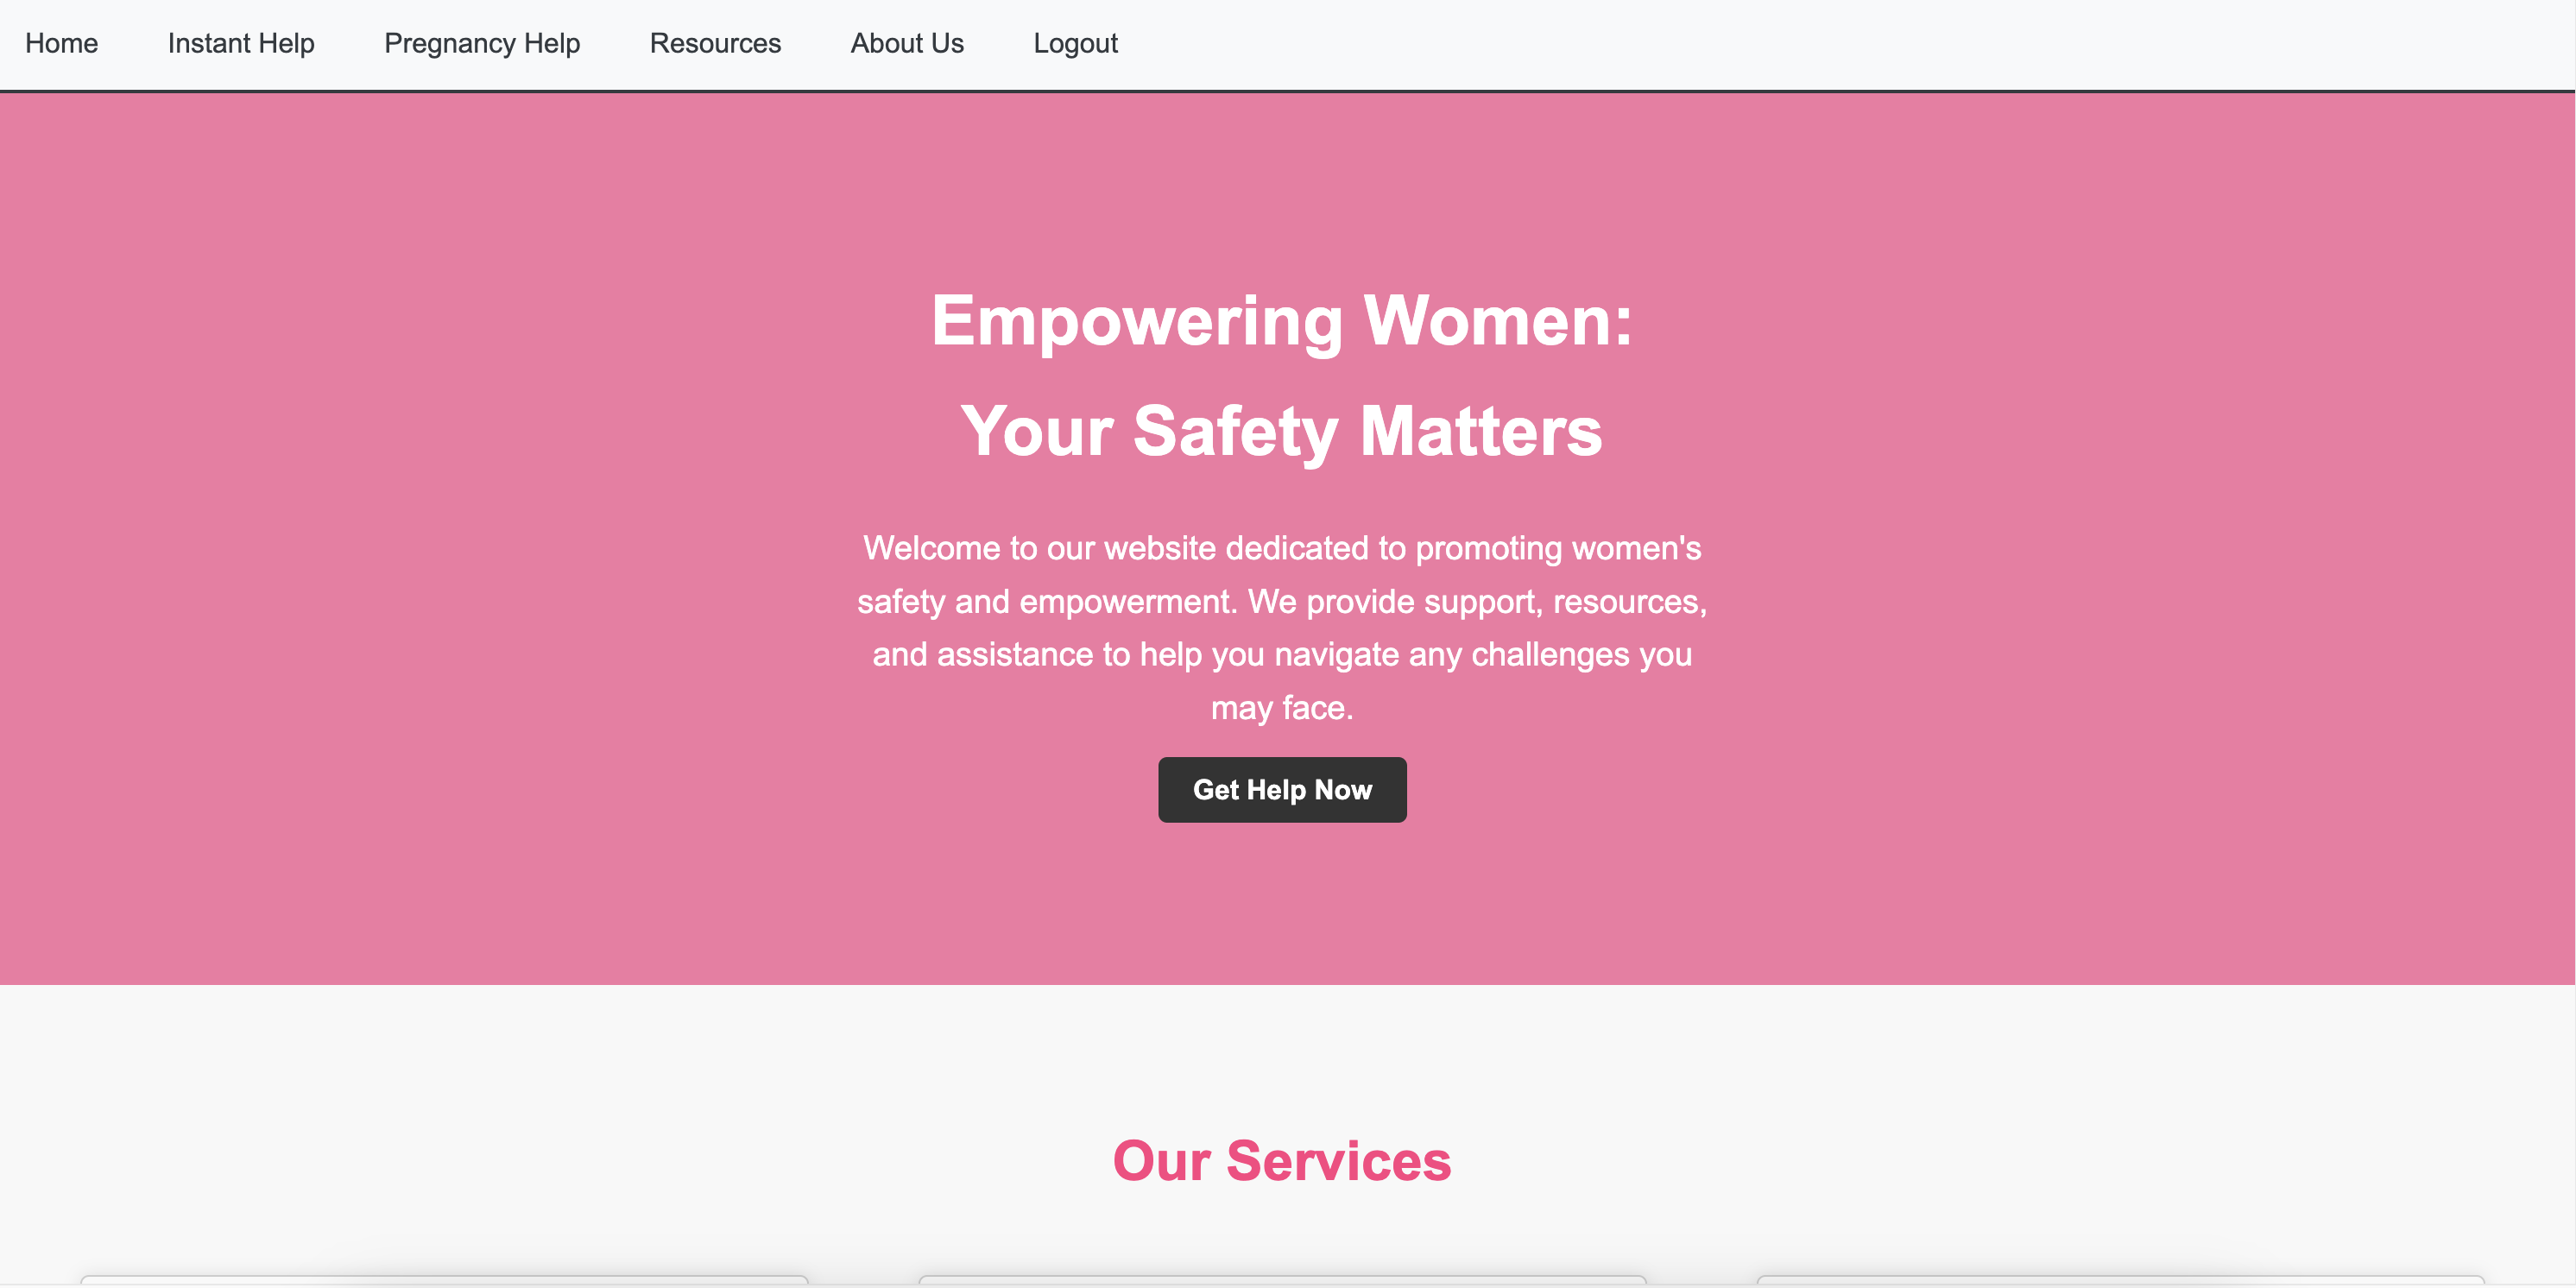 Home Instant Help Pregnancy Help Resources About Us Logout
Empowering Women:
Your Safety Matters
Welcome to our website dedicated to promoting women's
safety and empowerment. We provide support, resources,
and assistance to help you navigate any challenges you
may face.
Get Help Now
Our Services